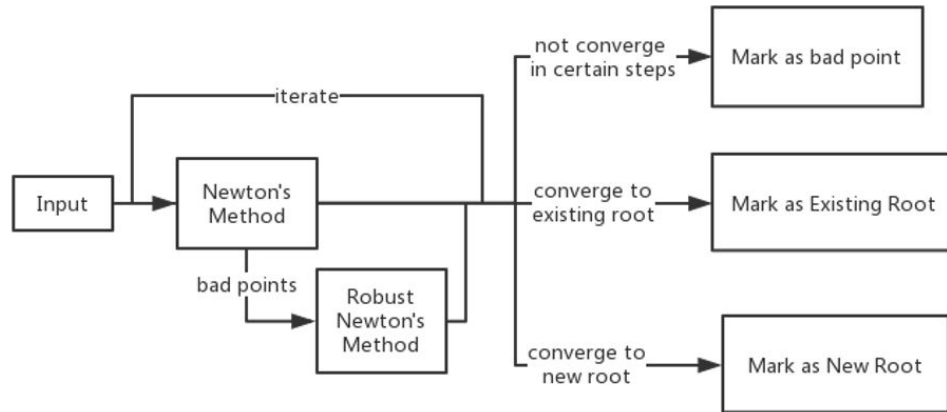 not converge
in certain steps
Mark as bad point
iterate
Input
Newton's
Method
converge to
existing root
Mark as Existing Root
bad points
Robust
Newton's
Method
converge to
new root
Mark as New Root